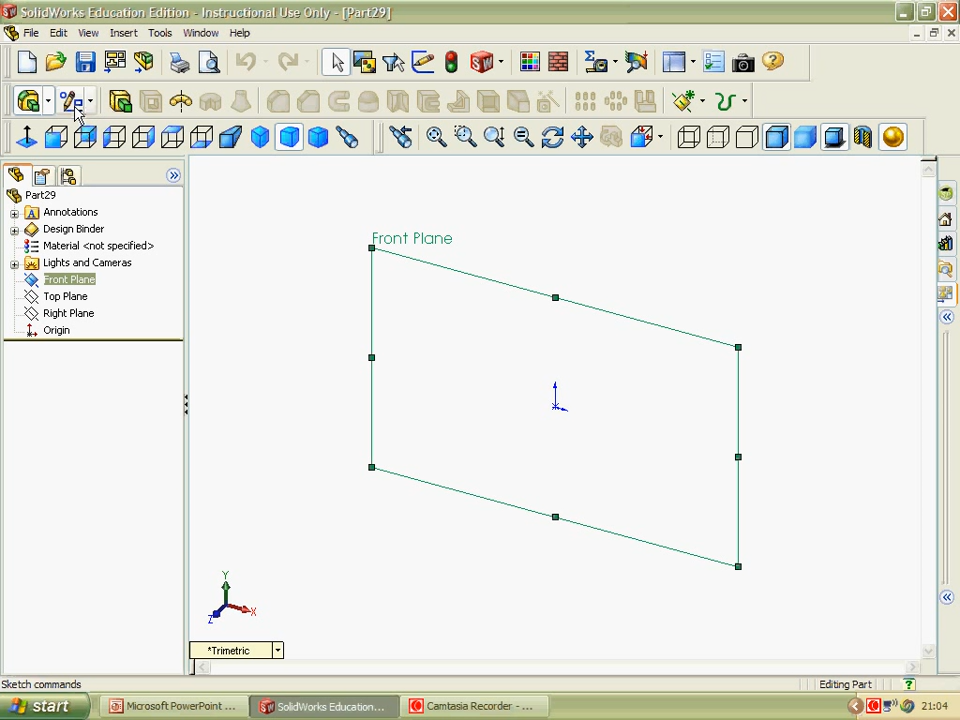 SolidWorks Education Edition - Instructional Use Only - [Part29]
File Edit View Insert Tools Window Help
Part29
Annotations
Design Binder
Material <not specified>
Lights and Cameras
Front Plane
Top Plane
Right Plane
Origin
Front Plane
Y
X
Z
*Trimetric
Sketch commands
Editing Part
start
Microsoft PowerPoint ...
SolidWorks Education...
Camtasia Recorder - ...
21:04